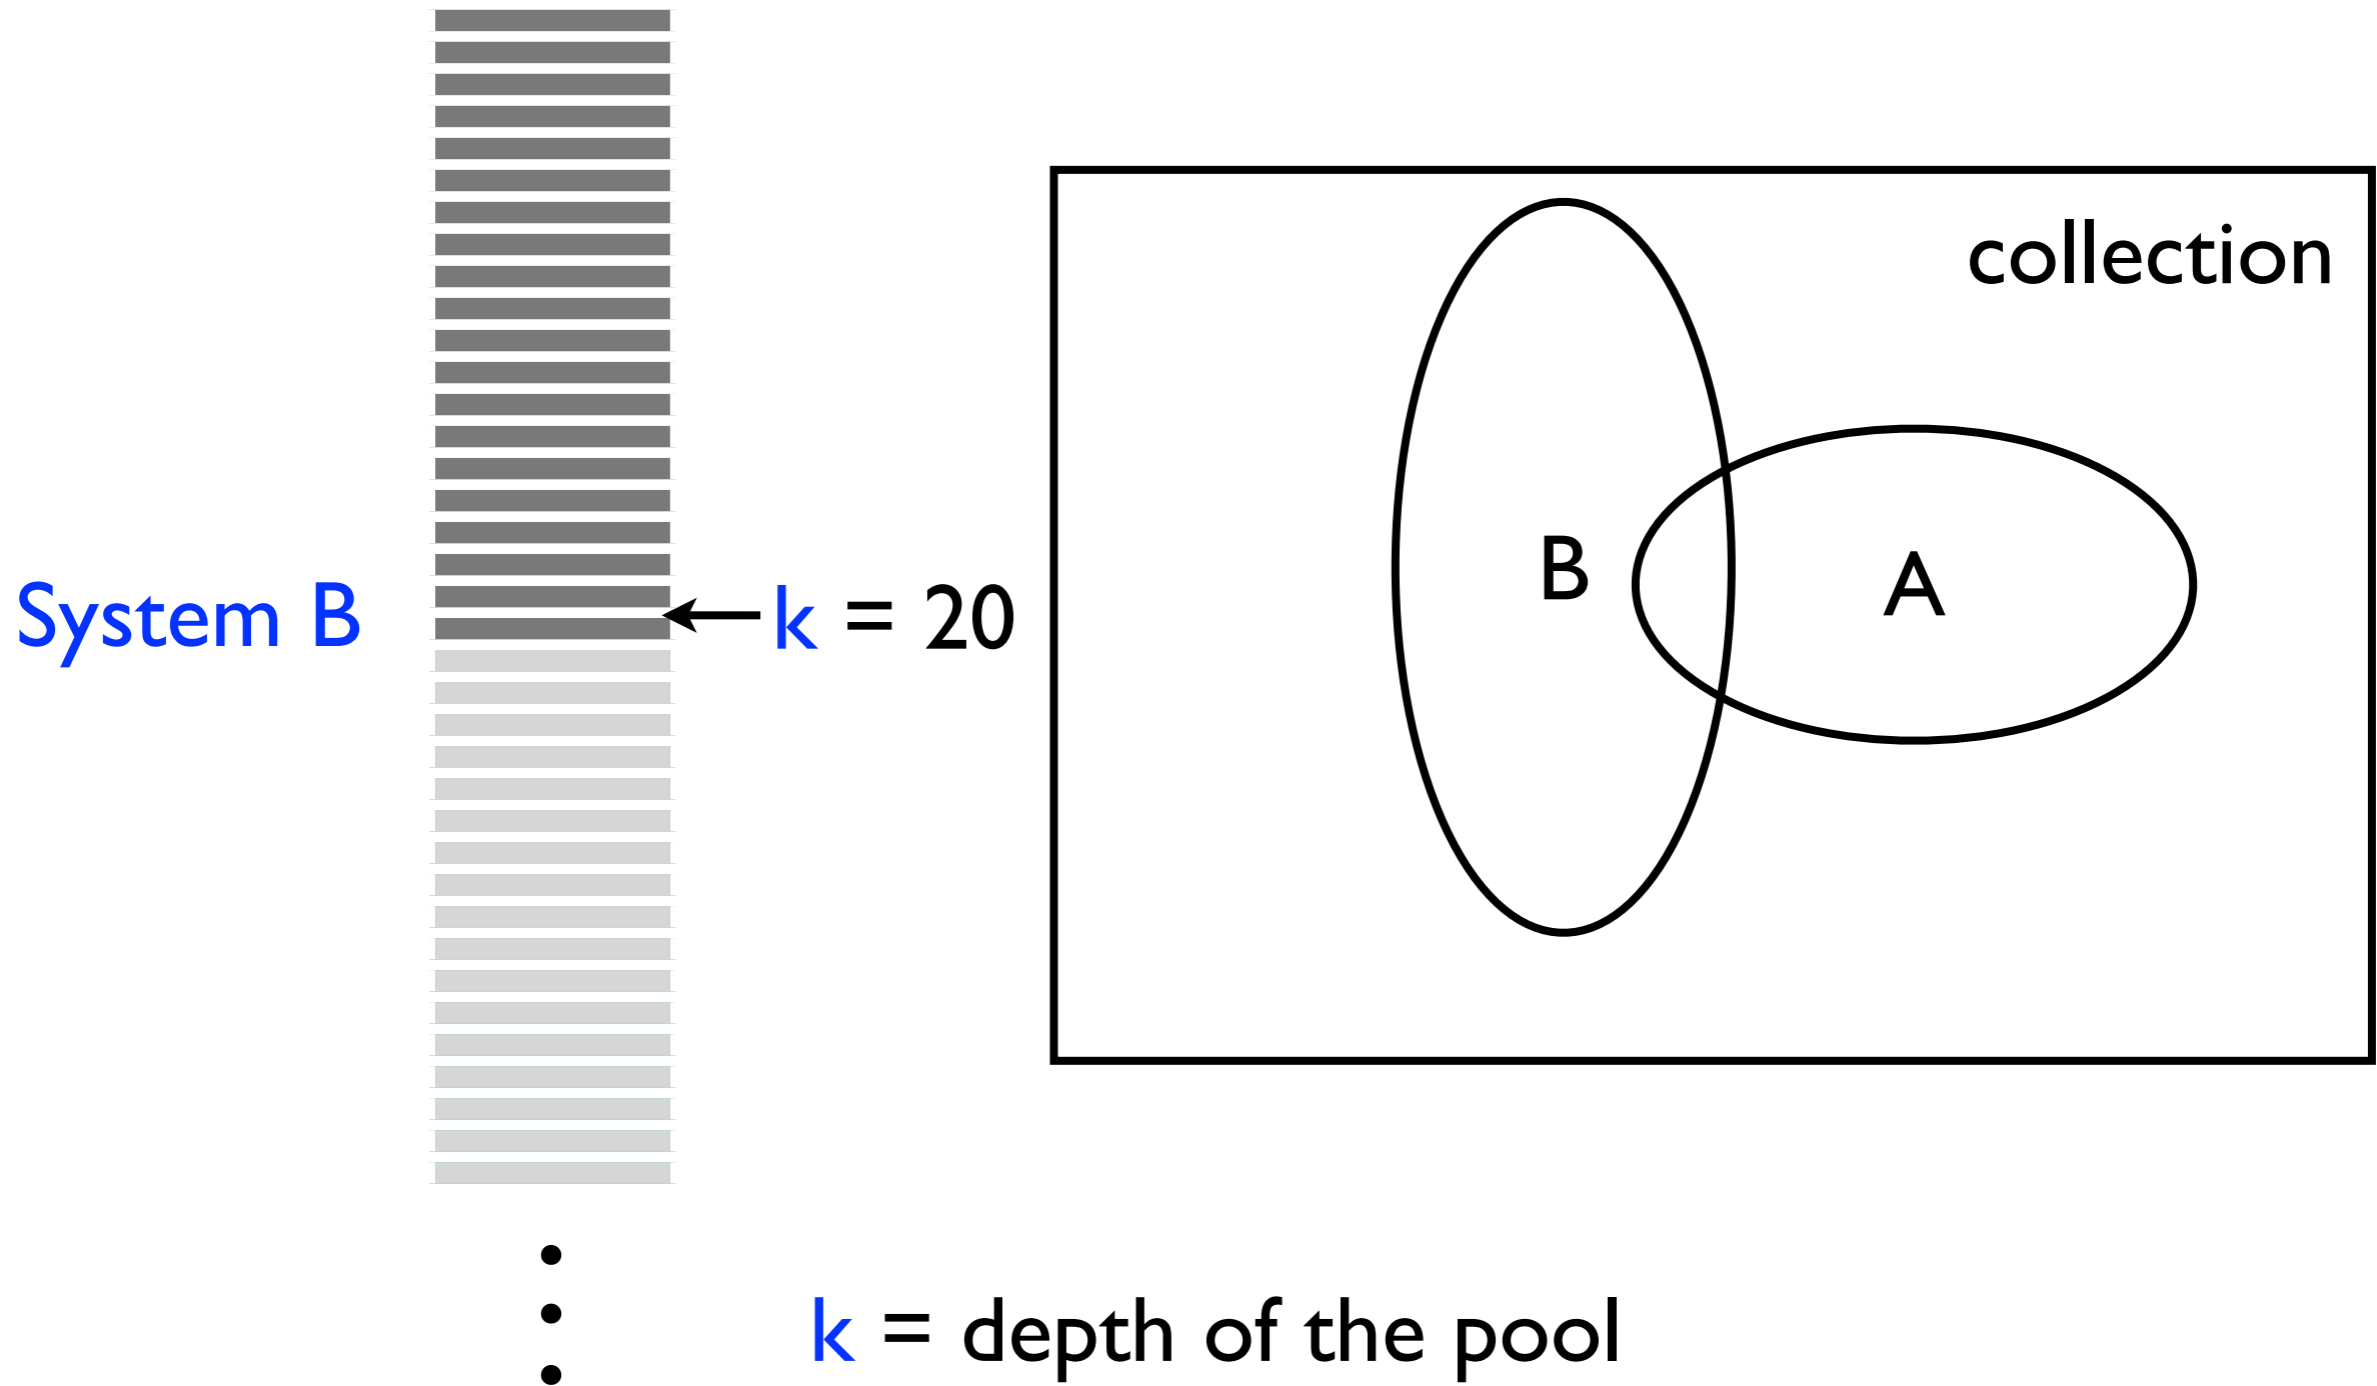 collection
B
A
System B
k = 20
k = depth of the pool